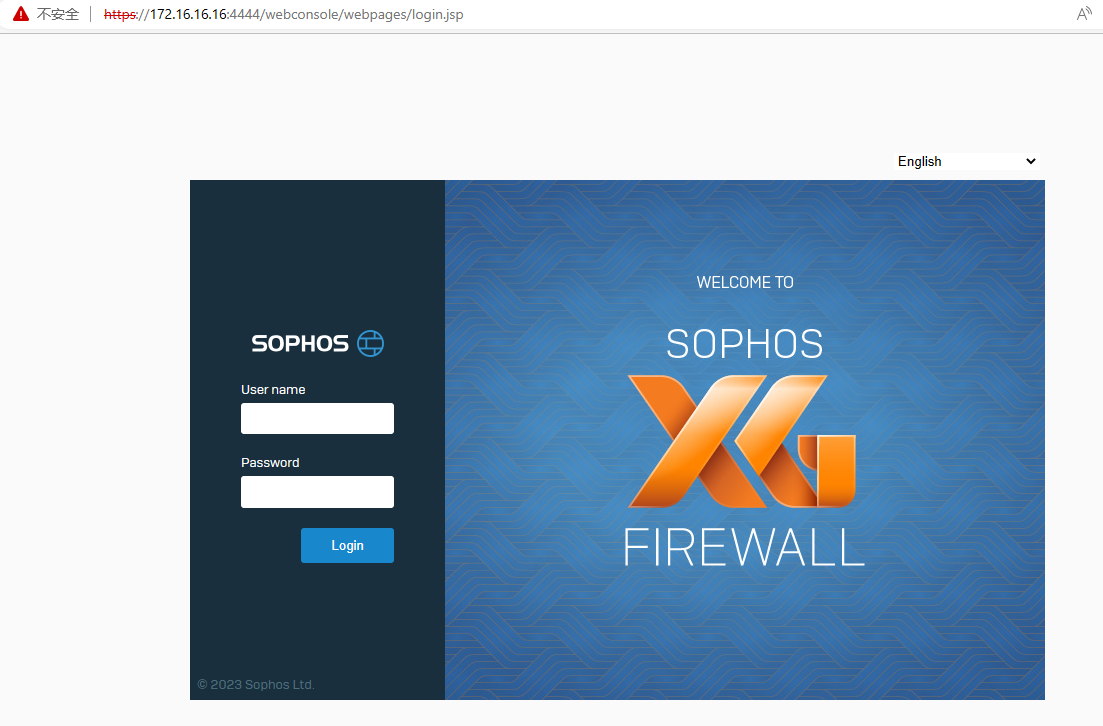 不安全 https://172.16.16.16:4444/webconsole/webpages/login.jsp A
English
SOPHOS
User name
Password
Login
© 2023 Sophos Ltd.
WELCOME TO
SOPHOS
XG
FIREWALL